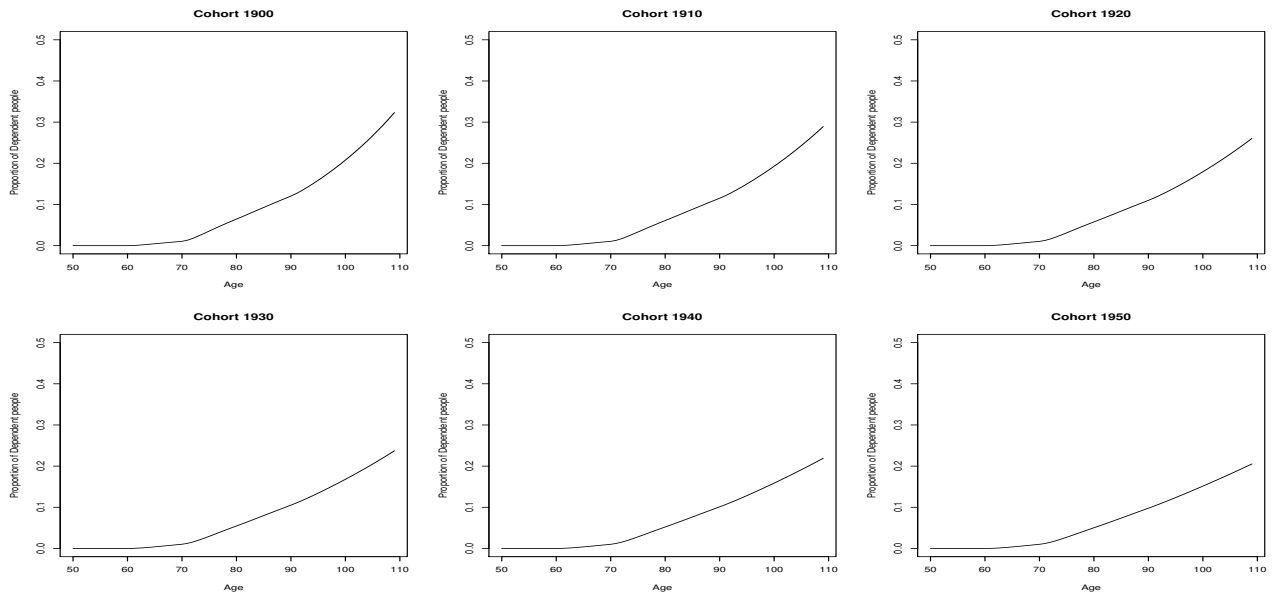 Cohort 1900
Proportion of Dependent people
0.0 0.1 0.2 0.3 0.4 0.5
50 60 70 80 90 100 110
Age
Cohort 1910
Proportion of Dependent people
0.0 0.1 0.2 0.3 0.4 0.5
50 60 70 80 90 100 110
Age
Cohort 1920
Proportion of Dependent people
0.0 0.1 0.2 0.3 0.4 0.5
50 60 70 80 90 100 110
Age
Cohort 1930
Proportion of Dependent people
0.0 0.1 0.2 0.3 0.4 0.5
50 60 70 80 90 100 110
Age
Cohort 1940
Proportion of Dependent people
0.0 0.1 0.2 0.3 0.4 0.5
50 60 70 80 90 100 110
Age
Cohort 1950
Proportion of Dependent people
0.0 0.1 0.2 0.3 0.4 0.5
50 60 70 80 90 100 110
Age